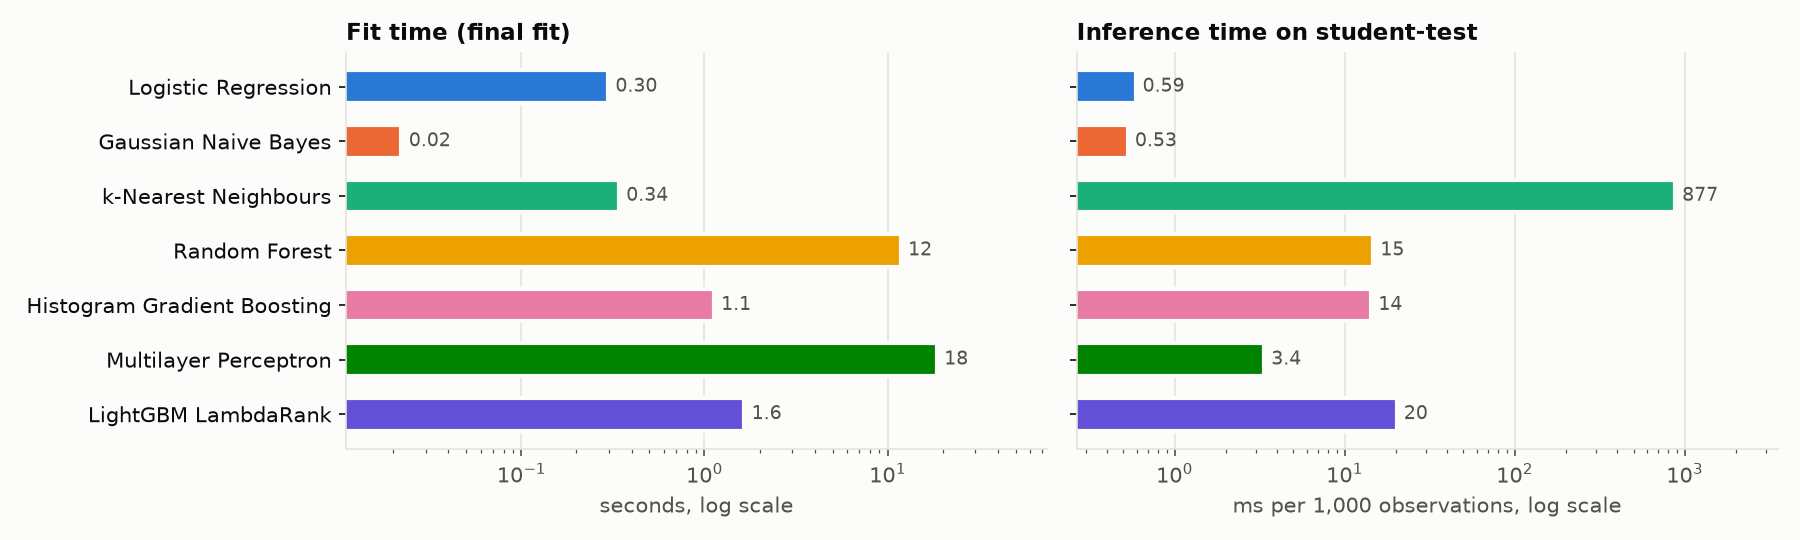 Fit time (final fit)
Logistic Regression
0.30
Gaussian Naive Bayes
0.02
k-Nearest Neighbours
0.34
Random Forest
12
Histogram Gradient Boosting
1.1
Multilayer Perceptron
18
LightGBM LambdaRank
1.6
10⁻¹ 10⁰ 10¹
seconds, log scale
Inference time on student-test
0.59
0.53
877
15
14
3.4
20
10⁰ 10¹ 10² 10³
ms per 1,000 observations, log scale